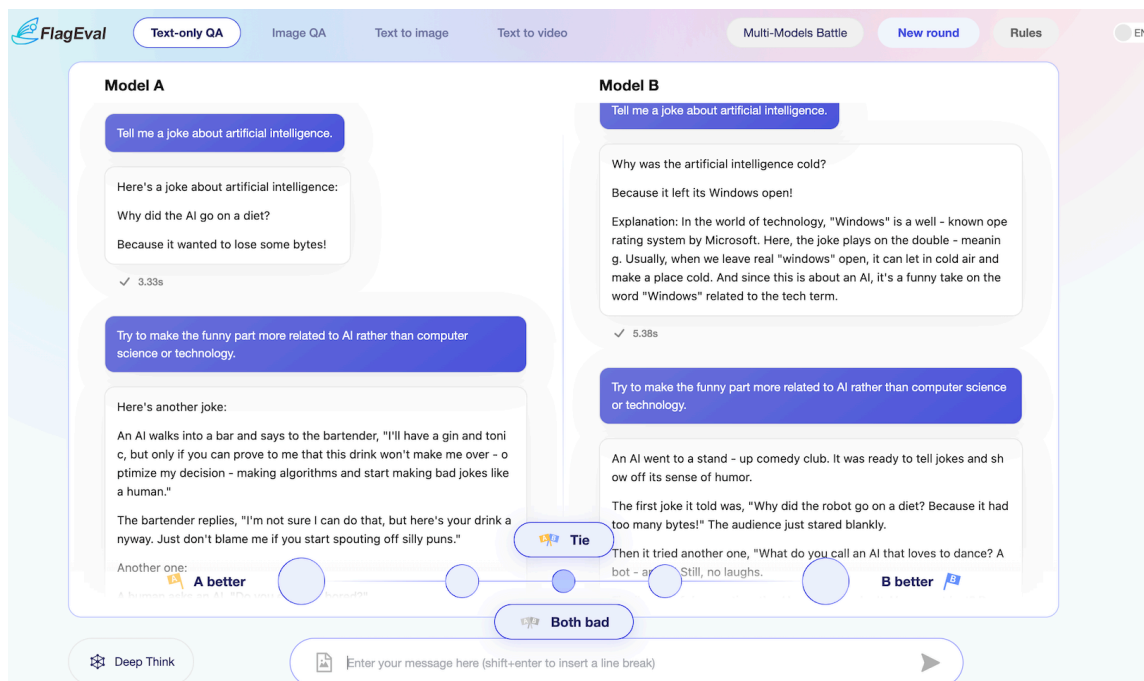 FlagEval
Text-only QA
Image QA
Text to image
Text to video
Multi-Models Battle
New round
Rules
EN
Model A
Tell me a joke about artificial intelligence.
Here's a joke about artificial intelligence:
Why did the AI go on a diet?
Because it wanted to lose some bytes!
3.33s
Try to make the funny part more related to AI rather than computer
science or technology.
Here's another joke:
An AI walks into a bar and says to the bartender, "I'll have a gin and toni
c, but only if you can prove to me that this drink won't make me over - o
ptimize my decision - making algorithms and start making bad jokes like
a human."
The bartender replies, "I'm not sure I can do that, but here's your drink a
nyway. Just don't blame me if you start spouting off silly puns."
Another one:
Model B
Tell me a joke about artificial intelligence.
Why was the artificial intelligence cold?
Because it left its Windows open!
Explanation: In the world of technology, "Windows" is a well - known ope
rating system by Microsoft. Here, the joke plays on the double - meanin
g. Usually, when we leave real "windows" open, it can let in cold air and
make a place cold. And since this is about an AI, it's a funny take on the
word "Windows" related to the tech term.
5.38s
Try to make the funny part more related to AI rather than computer science
or technology.
An AI went to a stand - up comedy club. It was ready to tell jokes and sh
ow off its sense of humor.
The first joke it told was, "Why did the robot go on a diet? Because it had
too many bytes!" The audience just stared blankly.
Then it tried another one, "What do you call an AI that loves to dance? A
bot - Still, no laughs.
Tie
A better
B better
Both bad
Deep Think
Enter your message here (shift+enter to insert a line break)